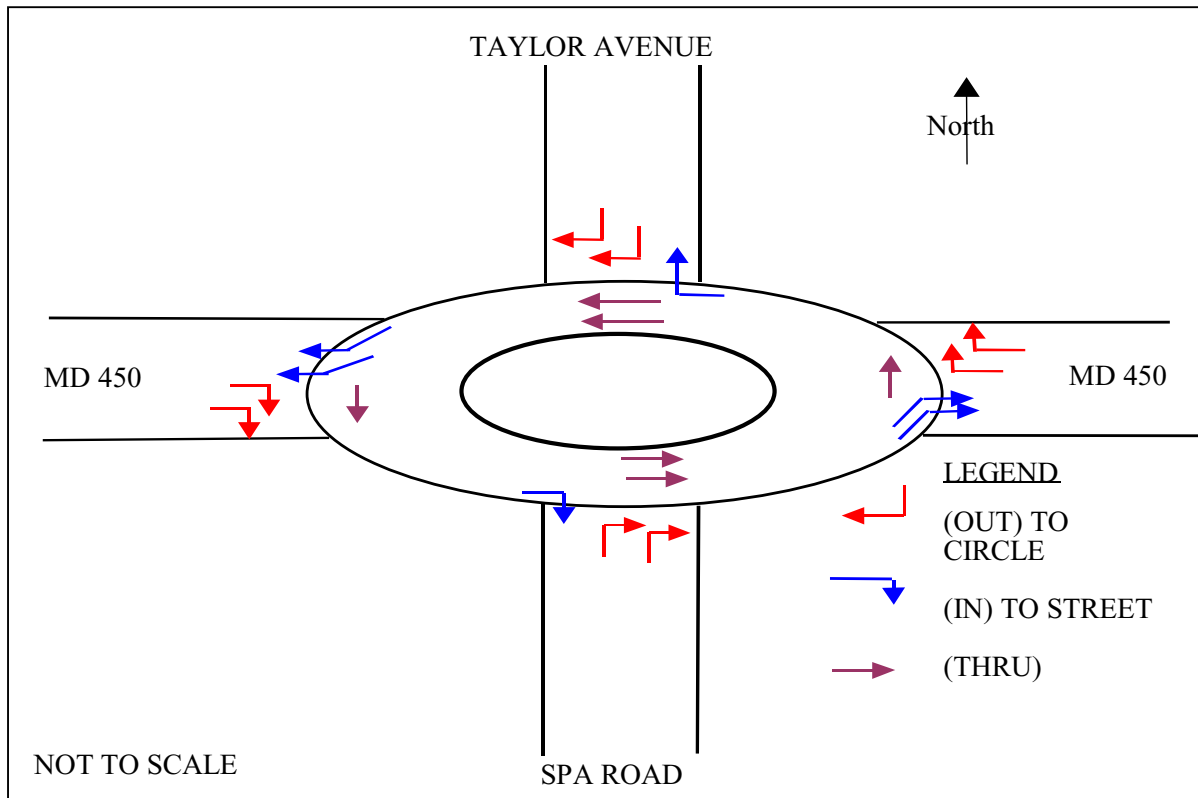 TAYLOR AVENUE
North
MD 450
MD 450
LEGEND
(OUT) TO
CIRCLE
(IN) TO STREET
(THRU)
NOT TO SCALE
SPA ROAD